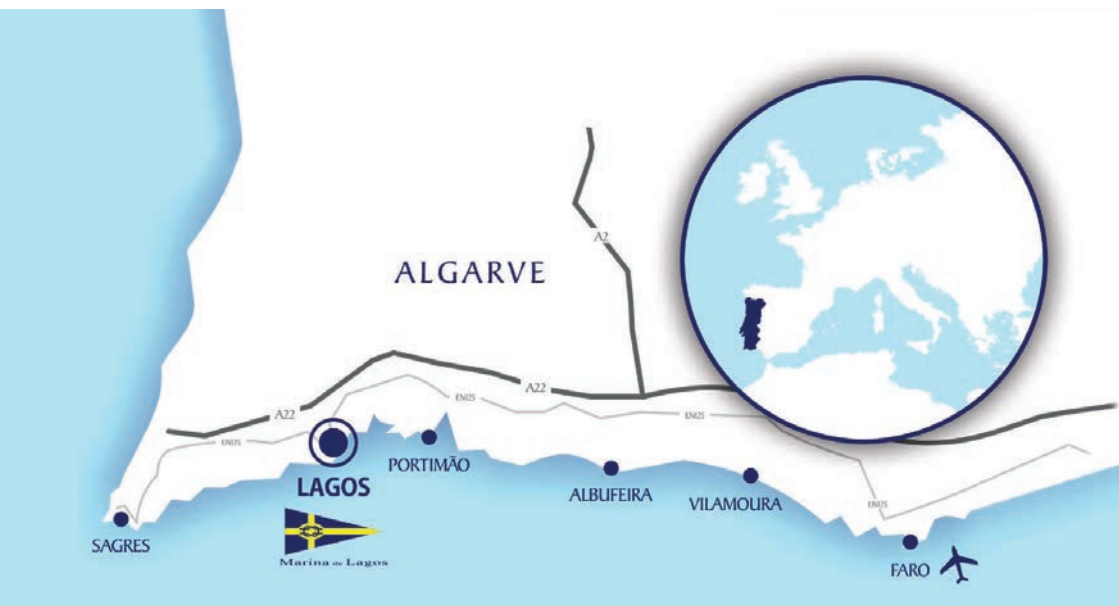 A2
ALGARVE
A22
A22
EN125
EN125
EN125
EN125
LAGOS
PORTIMÃO
ALBUFEIRA
VILAMOURA
SAGRES
Marina de Lagos
FARO